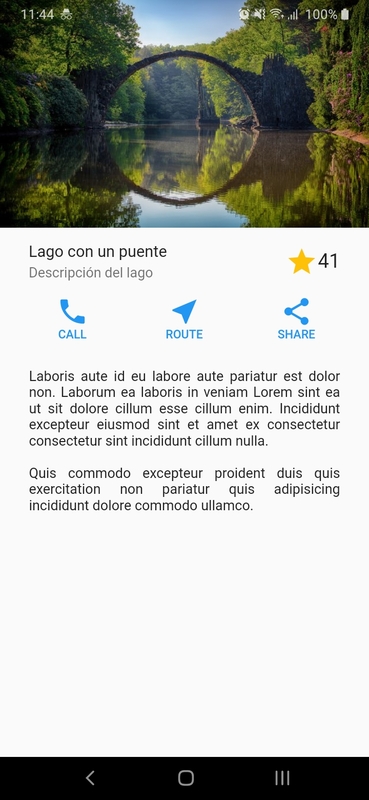 11:44 100%
Lago con un puente
41
Descripción del lago
CALL ROUTE SHARE
Laboris aute id eu labore aute pariatur est dolor
non. Laborum ea laboris in veniam Lorem sint ea
ut sit dolore cillum esse cillum enim. Incididunt
excepteur eiusmod sint et amet ex consectetur
consectetur sint incididunt cillum nulla.
Quis commodo excepteur proident duis quis
exercitation non pariatur quis adipisicing
incididunt dolore commodo ullamco.